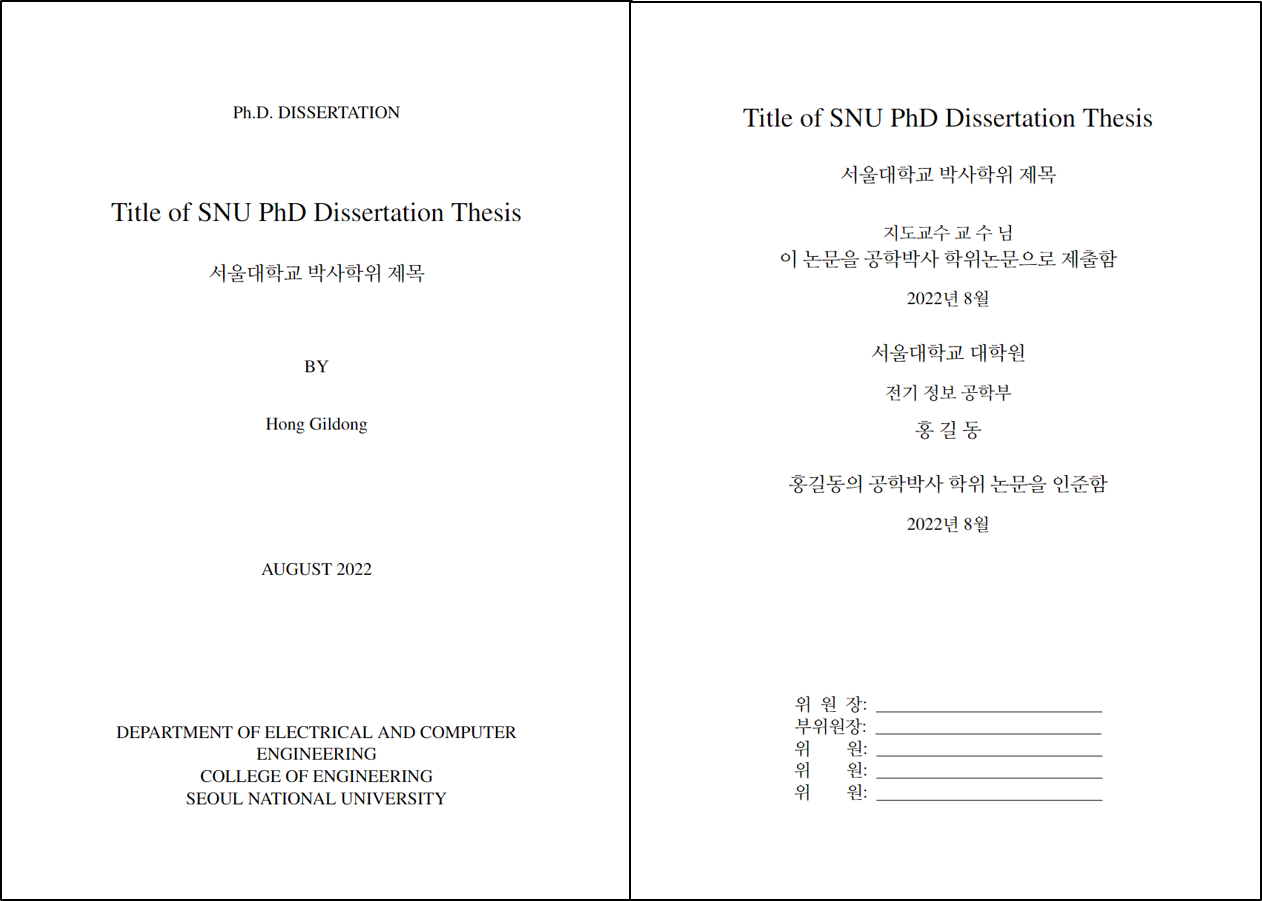 Ph.D. DISSERTATION
Title of SNU PhD Dissertation Thesis
서울대학교 박사학위 제목
BY
Hong Gildong
AUGUST 2022
DEPARTMENT OF ELECTRICAL AND COMPUTER
ENGINEERING
COLLEGE OF ENGINEERING
SEOUL NATIONAL UNIVERSITY
Title of SNU PhD Dissertation Thesis
서울대학교 박사학위 제목
지도교수 교 수 님
이 논문을 공학박사 학위논문으로 제출함
2022년 8월
서울대학교 대학원
전기 정보 공학부
홍 길 동
홍길동의 공학박사 학위 논문을 인준함
2022년 8월
위 원 장:
부위원장:
위 원:
위 원:
위 원: